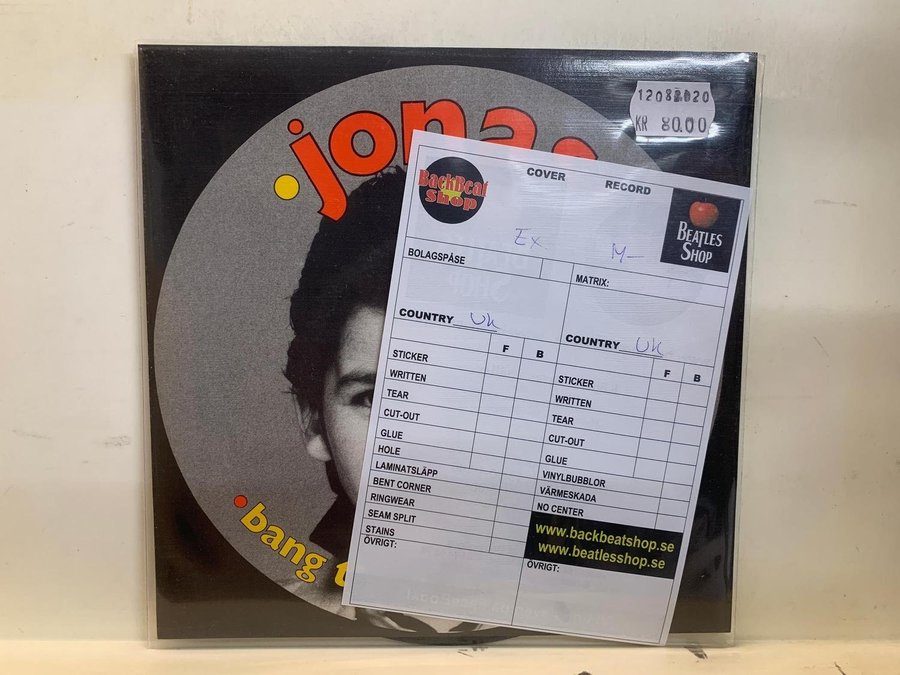 12082020
KR 80.00
jona
bang t
BackBeat
Shop
COVER
RECORD
BEATLES
SHOP
Ex
M-
BOLAGSPÅSE
MATRIX:
COUNTRY UK
COUNTRY UK
F B
F B
STICKER
WRITTEN
TEAR
CUT-OUT
GLUE
HOLE
LAMINATSLÄPP
BENT CORNER
RINGWEAR
SEAM SPLIT
STAINS
ÖVRIGT:
STICKER
WRITTEN
TEAR
CUT-OUT
GLUE
VINYLBUBBLOR
VÄRMESKADA
NO CENTER
www.backbeatshop.se
www.beatlesshop.se
ÖVRIGT: